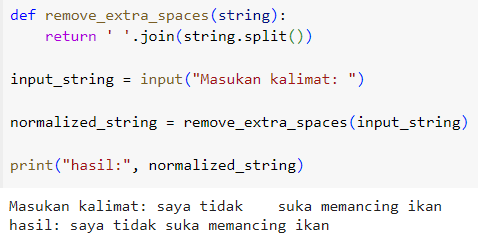 def remove_extra_spaces(string):
    return ' '.join(string.split())
input_string = input("Masukan kalimat: ")
normalized_string = remove_extra_spaces(input_string)
print("hasil:", normalized_string)
Masukan kalimat: saya tidak    suka memancing ikan
hasil: saya tidak suka memancing ikan